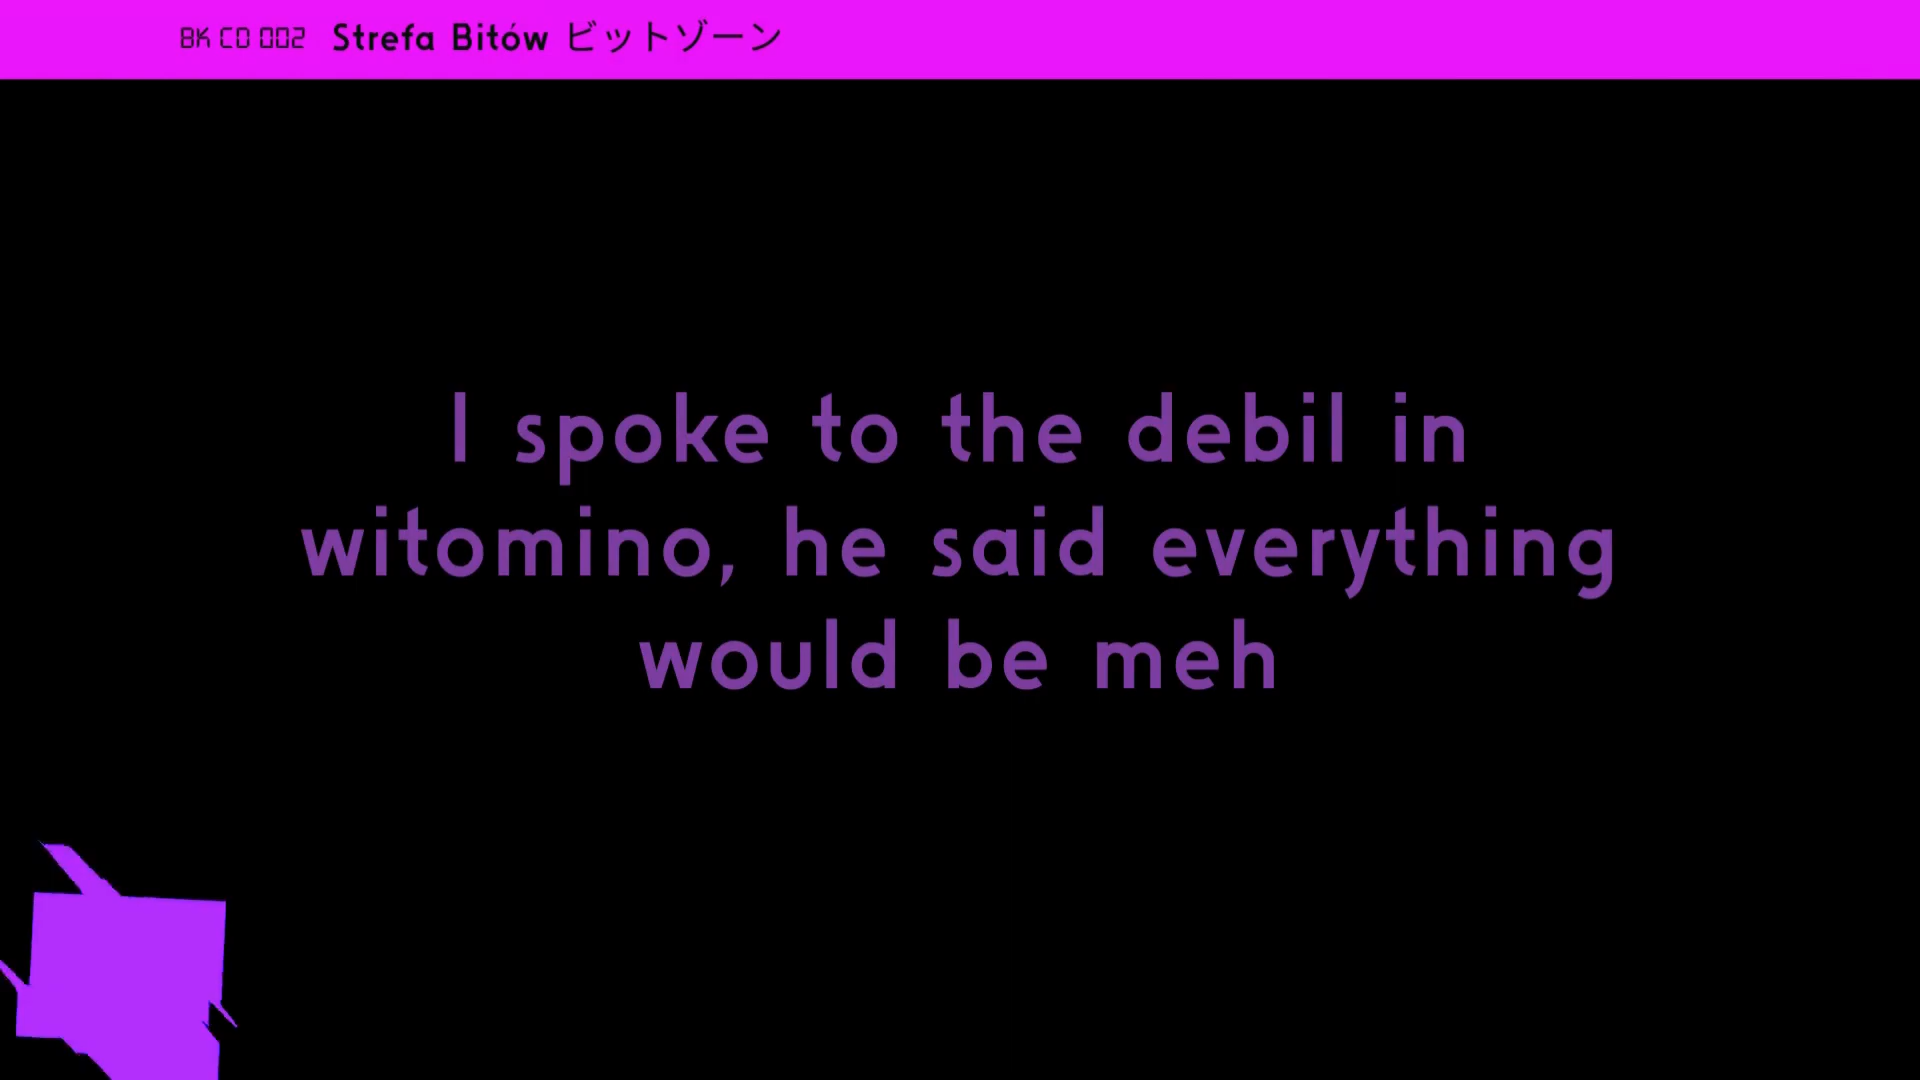 BK CD 002 Strefa Bitów ビットゾーン
I spoke to the debil in
witomino, he said everything
would be meh